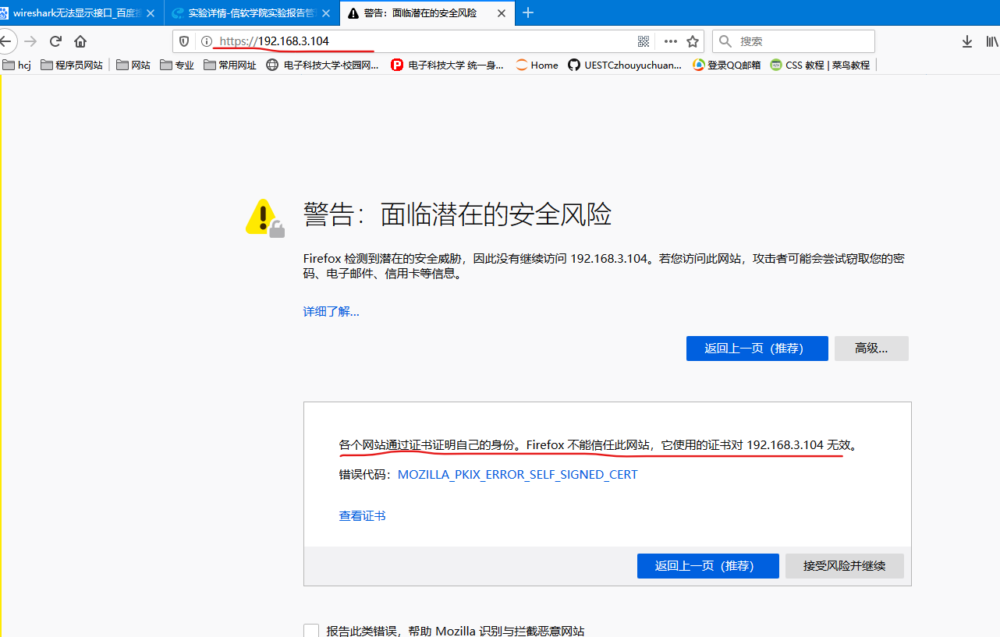 wireshark无法显示接口_百度搜
实验详情-信软学院实验报告管
警告：面临潜在的安全风险
https://192.168.3.104
搜索
hcj
程序员网站
网站
专业
常用网址
电子科技大学·校园网...
电子科技大学 统一身...
Home
UESTCzhouyuchuan...
登录QQ邮箱
CSS 教程 | 菜鸟教程
警告：面临潜在的安全风险
Firefox 检测到潜在的安全威胁，因此没有继续访问 192.168.3.104。若您访问此网站，攻击者可能会尝试窃取您的密
码、电子邮件、信用卡等信息。
详细了解...
返回上一页（推荐）
高级...
各个网站通过证书证明自己的身份。Firefox 不能信任此网站，它使用的证书对 192.168.3.104 无效。
错误代码：MOZILLA_PKIX_ERROR_SELF_SIGNED_CERT
查看证书
返回上一页（推荐）
接受风险并继续
报告此类错误，帮助 Mozilla 识别与拦截恶意网站